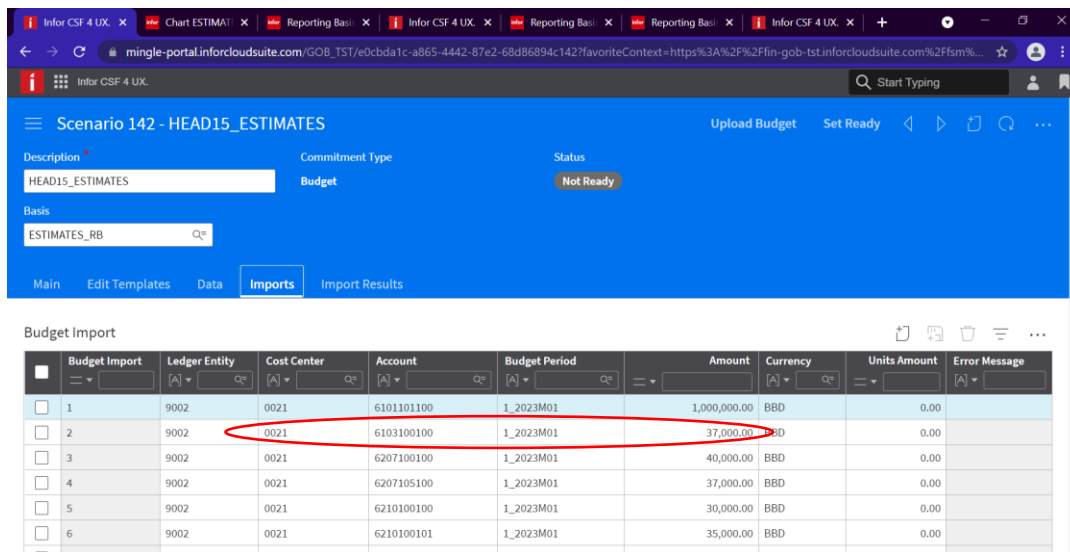 Infor CSF 4 UX. Chart ESTIMAT Reporting Basi Infor CSF 4 UX. Reporting Basi Reporting Basi Infor CSF 4 UX.
mingle-portal.inforcloudsuite.com/GOB_TST/e0cbda1c-a865-4442-87e2-68d86894c142?favoriteContext=https%3A%2F%2Ffin-gob-tst.inforcloudsuite.com%2Ffsm%...
Infor CSF 4 UX. Start Typing
Scenario 142 - HEAD15_ESTIMATES Upload Budget Set Ready
Description * Commitment Type Status
HEAD15_ESTIMATES Budget Not Ready
Basis
ESTIMATES_RB
Main Edit Templates Data Imports Import Results
Budget Import
Budget Import Ledger Entity Cost Center Account Budget Period Amount Currency Units Amount Error Message
[A] [A] [A] [A] [A] [A]
1 9002 0021 6101101100 1_2023M01 1,000,000.00 BBD 0.00
2 9002 0021 6103100100 1_2023M01 37,000.00 BBD 0.00
3 9002 0021 6207100100 1_2023M01 40,000.00 BBD 0.00
4 9002 0021 6207105100 1_2023M01 37,000.00 BBD 0.00
5 9002 0021 6210100100 1_2023M01 30,000.00 BBD 0.00
6 9002 0021 6210100101 1_2023M01 35,000.00 BBD 0.00